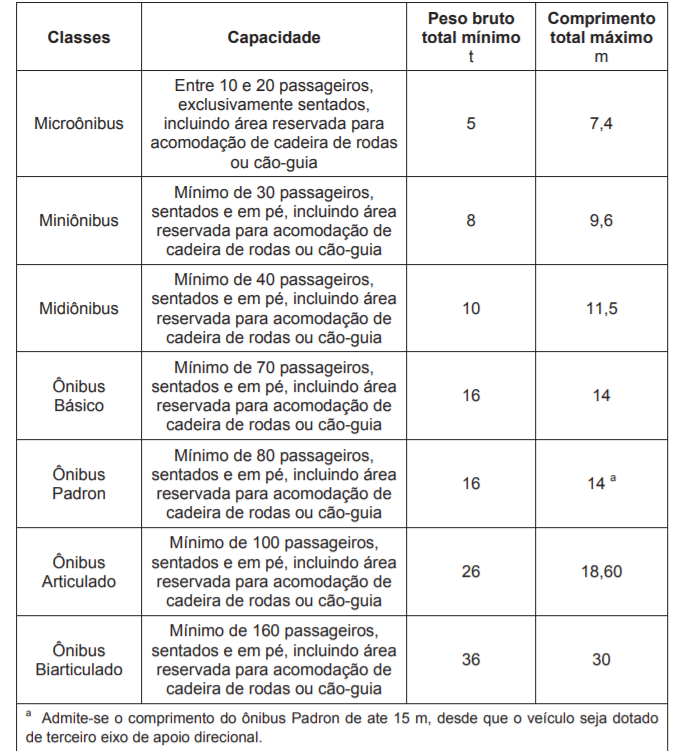 Classes
Capacidade
Peso bruto
total mínimo
t
Comprimento
total máximo
m
Microônibus
Entre 10 e 20 passageiros,
exclusivamente sentados,
incluindo área reservada para
acomodação de cadeira de rodas
ou cão-guia
5
7,4
Miniônibus
Mínimo de 30 passageiros,
sentados e em pé, incluindo área
reservada para acomodação de
cadeira de rodas ou cão-guia
8
9,6
Midiônibus
Mínimo de 40 passageiros,
sentados e em pé, incluindo área
reservada para acomodação de
cadeira de rodas ou cão-guia
10
11,5
Ônibus
Básico
Mínimo de 70 passageiros,
sentados e em pé, incluindo área
reservada para acomodação de
cadeira de rodas ou cão-guia
16
14
Ônibus
Padron
Mínimo de 80 passageiros,
sentados e em pé, incluindo área
reservada para acomodação de
cadeira de rodas ou cão-guia
16
14 a
Ônibus
Articulado
Mínimo de 100 passageiros,
sentados e em pé, incluindo área
reservada para acomodação de
cadeira de rodas ou cão-guia
26
18,60
Ônibus
Biarticulado
Mínimo de 160 passageiros,
sentados e em pé, incluindo área
reservada para acomodação de
cadeira de rodas ou cão-guia
36
30
a Admite-se o comprimento do ônibus Padron de ate 15 m, desde que o veículo seja dotado
de terceiro eixo de apoio direcional.